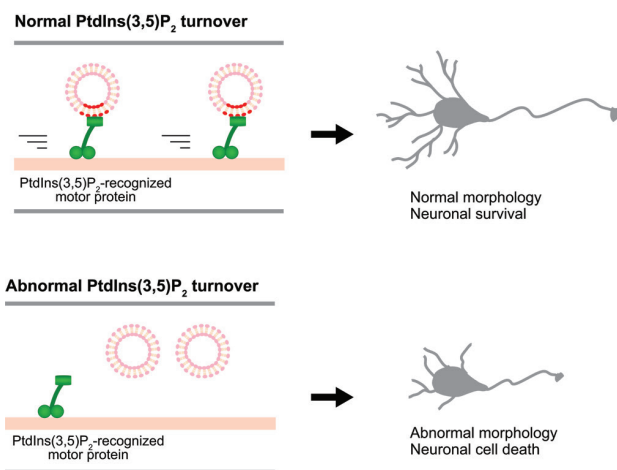 Normal PtdIns(3,5)P₂ turnover
PtdIns(3,5)P₂-recognized
motor protein
Normal morphology
Neuronal survival
Abnormal PtdIns(3,5)P₂ turnover
PtdIns(3,5)P₂-recognized
motor protein
Abnormal morphology
Neuronal cell death